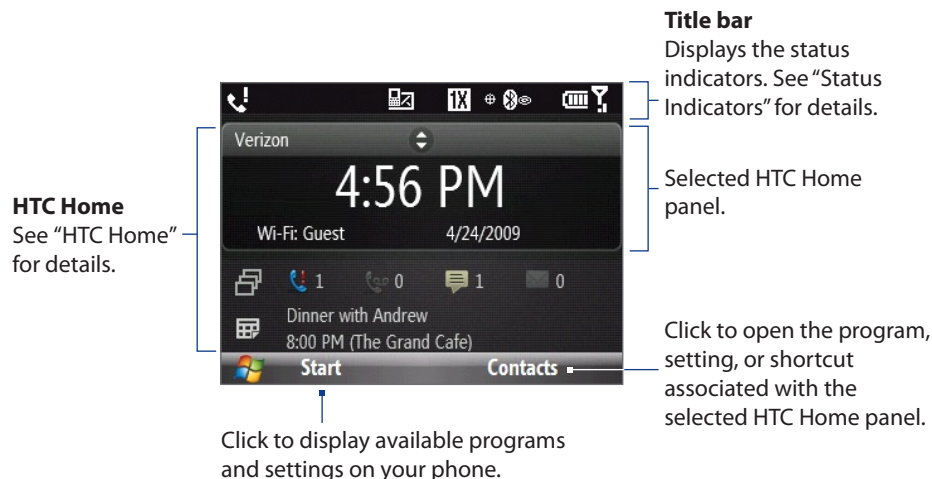 Title bar
Displays the status
indicators. See “Status
Indicators” for details.
1X
Verizon
4:56 PM
Wi-Fi: Guest 4/24/2009
Selected HTC Home
panel.
HTC Home
See “HTC Home”
for details.
1 0 1 0
Dinner with Andrew
8:00 PM (The Grand Cafe)
Start Contacts
Click to open the program,
setting, or shortcut
associated with the
selected HTC Home panel.
Click to display available programs
and settings on your phone.